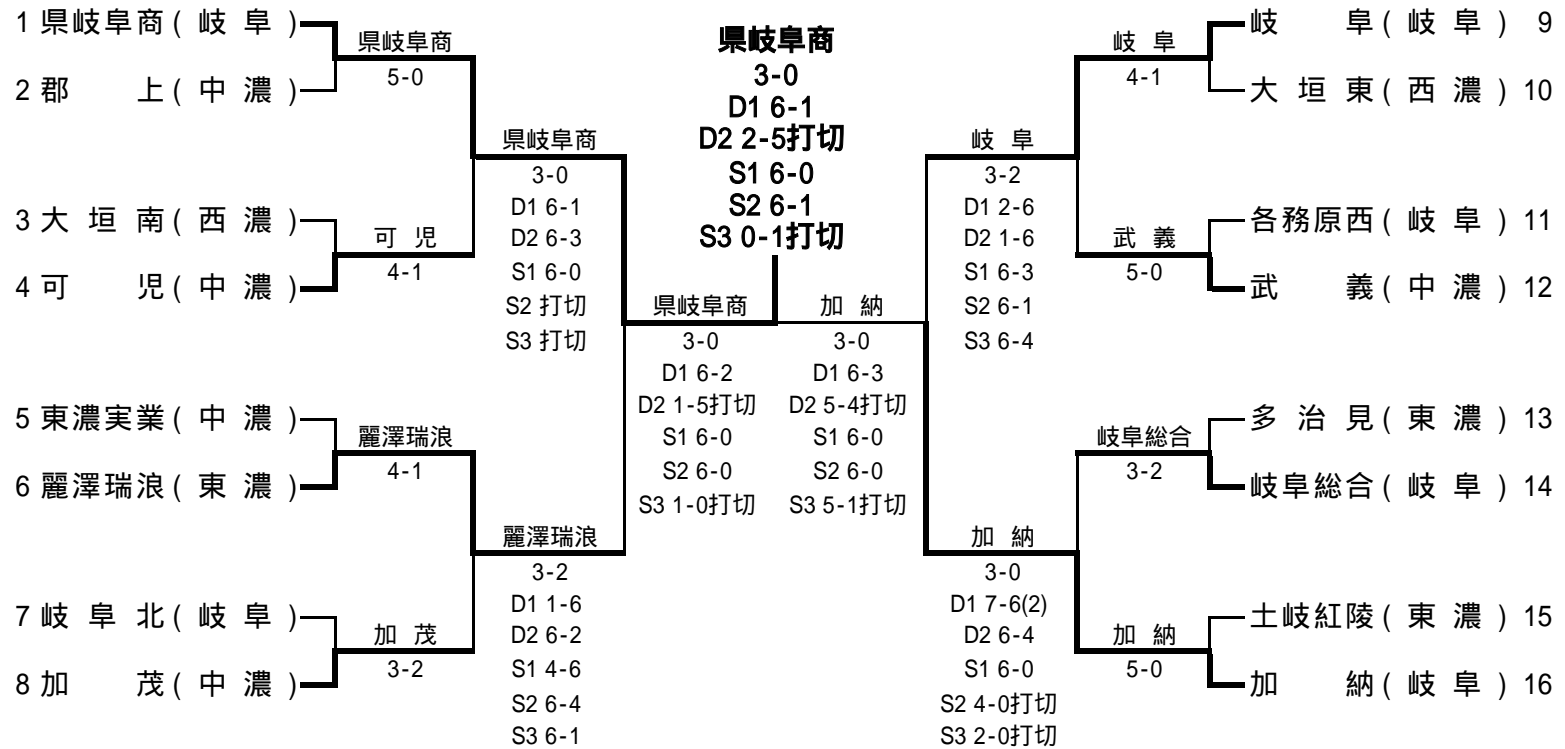 1 県岐阜商 ( 岐 阜 )
2 郡 上 ( 中 濃 )
3 大 垣 南 ( 西 濃 )
4 可 児 ( 中 濃 )
5 東濃実業 ( 中 濃 )
6 麗澤瑞浪 ( 東 濃 )
7 岐 阜 北 ( 岐 阜 )
8 加 茂 ( 中 濃 )
県岐阜商
5-0
可 児
4-1
麗澤瑞浪
4-1
加 茂
3-2
県岐阜商
3-0
D1 6-1
D2 6-3
S1 6-0
S2 打切
S3 打切
麗澤瑞浪
3-2
D1 1-6
D2 6-2
S1 4-6
S2 6-4
S3 6-1
県岐阜商
3-0
D1 6-2
D2 1-5打切
S1 6-0
S2 6-0
S3 1-0打切
県岐阜商
3-0
D1 6-1
D2 2-5打切
S1 6-0
S2 6-1
S3 0-1打切
加 納
3-0
D1 6-3
D2 5-4打切
S1 6-0
S2 6-0
S3 5-1打切
岐 阜
3-2
D1 2-6
D2 1-6
S1 6-3
S2 6-1
S3 6-4
加 納
3-0
D1 7-6(2)
D2 6-4
S1 6-0
S2 4-0打切
S3 2-0打切
岐 阜
4-1
武 義
5-0
岐阜総合
3-2
加 納
5-0
岐 阜 ( 岐 阜 ) 9
大 垣 東 ( 西 濃 ) 10
各務原西 ( 岐 阜 ) 11
武 義 ( 中 濃 ) 12
多 治 見 ( 東 濃 ) 13
岐阜総合 ( 岐 阜 ) 14
土岐紅陵 ( 東 濃 ) 15
加 納 ( 岐 阜 ) 16